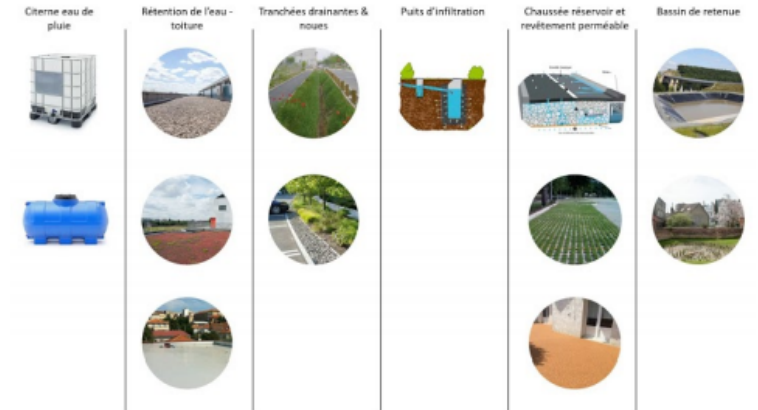 Citerne eau de
pluie
Rétention de l'eau -
toiture
Tranchées drainantes &
noues
Puits d'infiltration
Chaussée réservoir et
revêtement perméable
Bassin de retenue